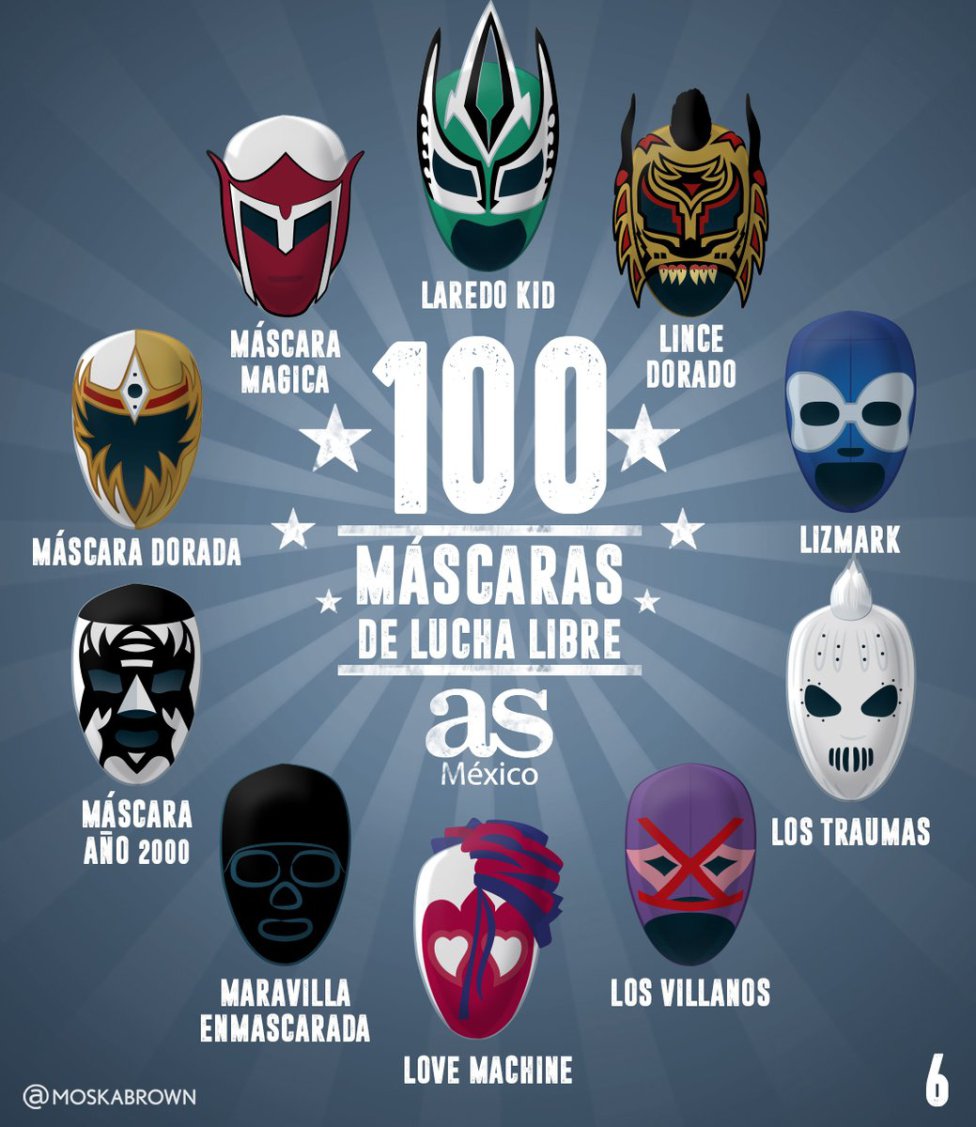 LAREDO KID
MÁSCARA
MAGICA
LINCE
DORADO
100
MÁSCARAS
DE LUCHA LIBRE
as
México
MÁSCARA DORADA
LIZMARK
MÁSCARA
AÑO 2000
LOS TRAUMAS
MARAVILLA
ENMASCARADA
LOS VILLANOS
LOVE MACHINE
@MOSKABROWN
6